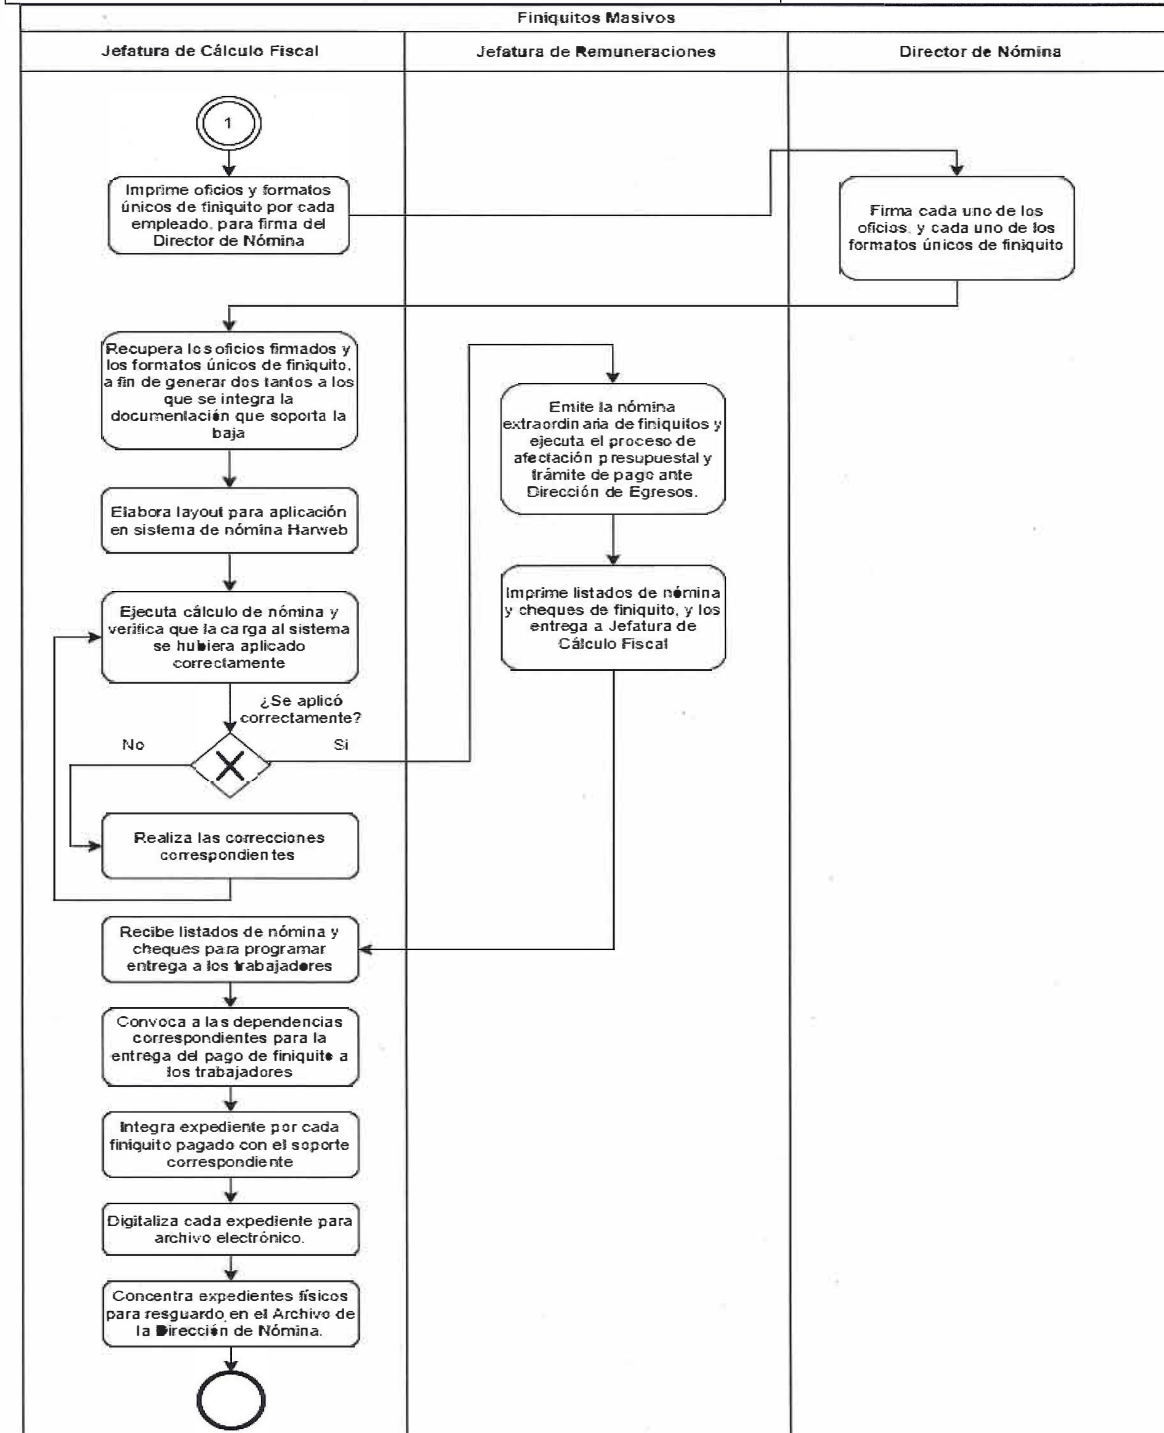 Finiquitos Masivos
Jefatura de Cálculo Fiscal
Jefatura de Remuneraciones
Director de Nómina
1
Imprime oficios y formatos
únicos de finiquito por cada
empleado, para firma del
Director de Nómina
Firma cada uno de los
oficios, y cada uno de los
formatos únicos de finiquito
Recupera los oficios firmados y
los formatos únicos de finiquito,
a fin de generar dos tantos a los
que se integra la
documentación que soporta la
baja
Elabora layout para aplicación
en sistema de nómina Harweb
Ejecuta cálculo de nómina y
verifica que la carga al sistema
se hubiera aplicado
correctamente
¿Se aplicó
correctamente?
No
Si
Realiza las correcciones
correspondientes
Emite la nómina
extraordinaria de finiquitos y
ejecuta el proceso de
afectación presupuestal y
trámite de pago ante
Dirección de Egresos.
Imprime listados de nómina
y cheques de finiquito, y los
entrega a Jefatura de
Cálculo Fiscal
Recibe listados de nómina y
cheques para programar
entrega a los trabajadores
Convoca a las dependencias
correspondientes para la
entrega del pago de finiquito a
los trabajadores
Integra expediente por cada
finiquito pagado con el soporte
correspondiente
Digitaliza cada expediente para
archivo electrónico.
Concentra expedientes físicos
para resguardo en el Archivo de
la Dirección de Nómina.